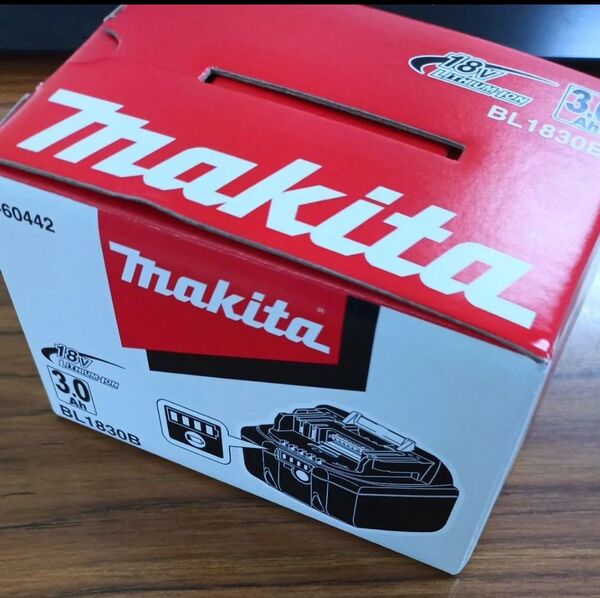 makita
18V
LITHIUM-ION
3.0
Ah
BL1830B
-60442
makita
®
18V
LITHIUM-ION
3.0
Ah
BL1830B